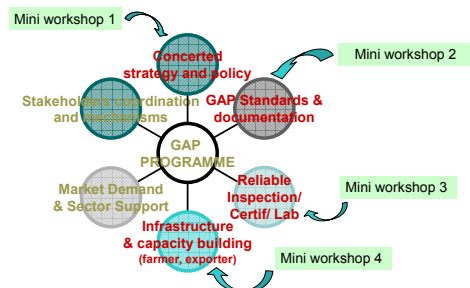 Mini workshop 1
Concerted
strategy and policy
Mini workshop 2
Stakeholders coordination
and mechanisms
GAP Standards &
documentation
GAP
PROGRAMME
Market Demand
& Sector Support
Reliable
Inspection/
Certif/ Lab
Mini workshop 3
Infrastructure
& capacity building
(farmer, exporter)
Mini workshop 4